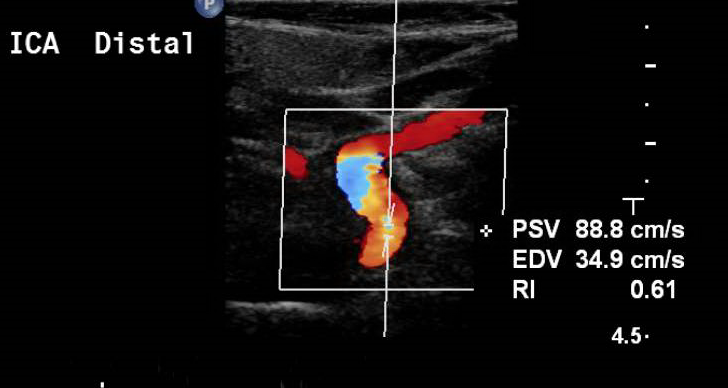 P
ICA Distal
PSV 88.8 cm/s
EDV 34.9 cm/s
RI 0.61
4.5